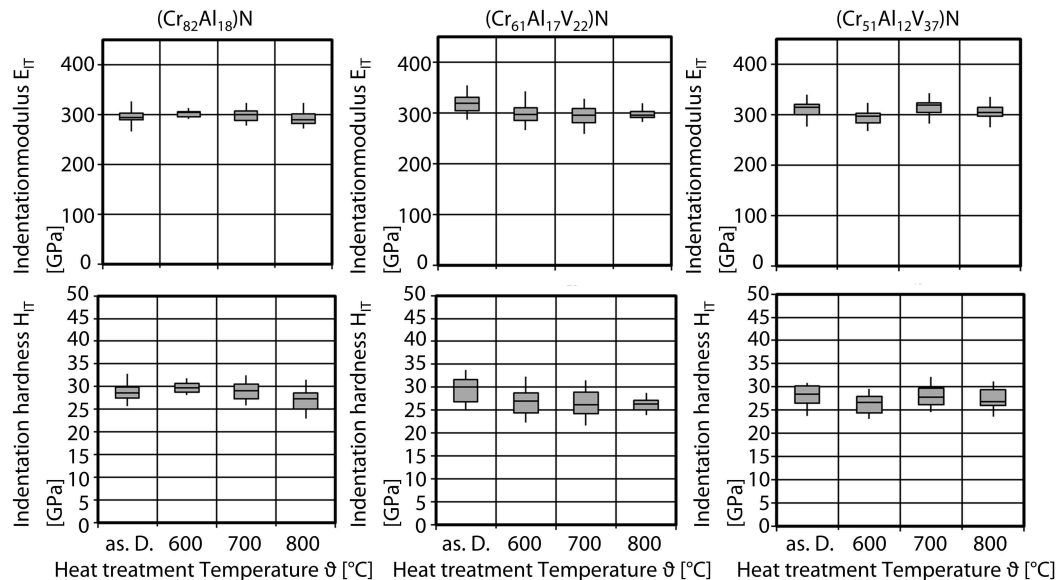 (Cr82Al18)N
(Cr61Al17V22)N
(Cr51Al12V37)N
Indentationmodulus EIT
[GPa]
400
300
200
100
0
Indentationmodulus EIT
[GPa]
400
300
200
100
0
Indentationmodulus EIT
[GPa]
400
300
200
100
0
Indentation hardness HIT
[GPa]
50
45
40
35
30
25
20
15
10
5
0
as. D. 600 700 800
Heat treatment Temperature ϑ [°C]
Indentation hardness HIT
[GPa]
50
45
40
35
30
25
20
15
10
5
0
as. D. 600 700 800
Heat treatment Temperature ϑ [°C]
Indentation hardness HIT
[GPa]
50
45
40
35
30
25
20
15
10
5
0
as. D. 600 700 800
Heat treatment Temperature ϑ [°C]